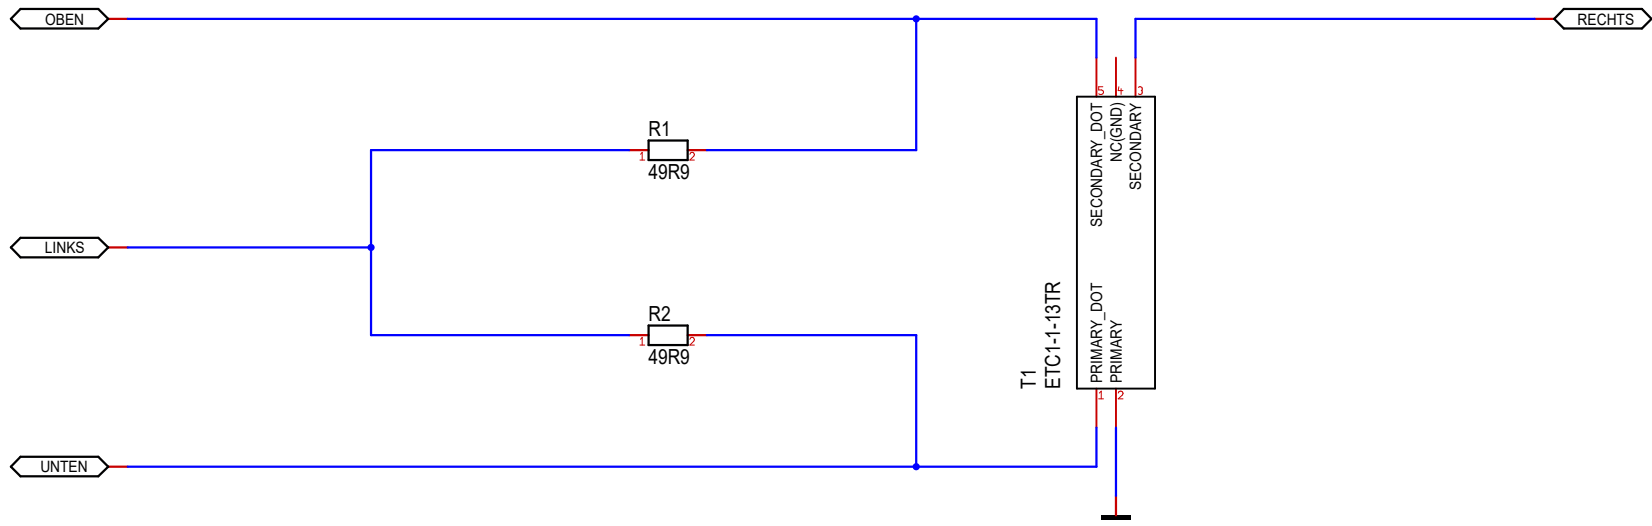 OBEN
RECHTS
5
4
3
SECONDARY_DOT
NC(GND)
SECONDARY
R1
1
2
49R9
LINKS
R2
1
2
49R9
T1
ETC1-1-13TR
PRIMARY_DOT
PRIMARY
1
2
UNTEN